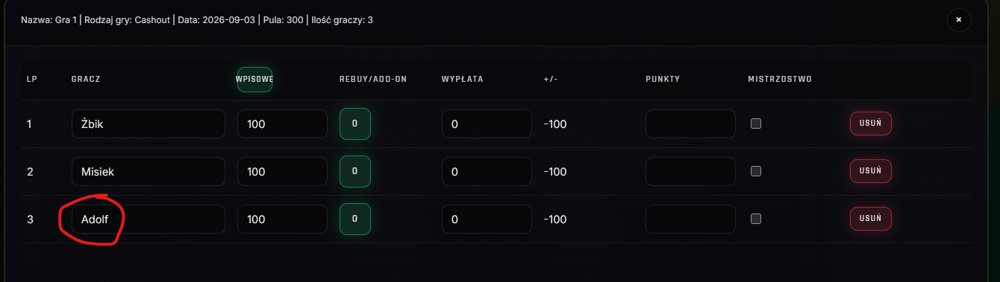 Nazwa: Gra 1 | Rodzaj gry: Cashout | Data: 2026-09-03 | Pula: 300 | Ilość graczy: 3 ×
LP GRACZ WPISOWE REBUY/ADD-ON WYPŁATA +/- PUNKTY MISTRZOSTWO
1 Żbik 100 0 0 -100 USUŃ
2 Misiek 100 0 0 -100 USUŃ
3 Adolf 100 0 0 -100 USUŃ